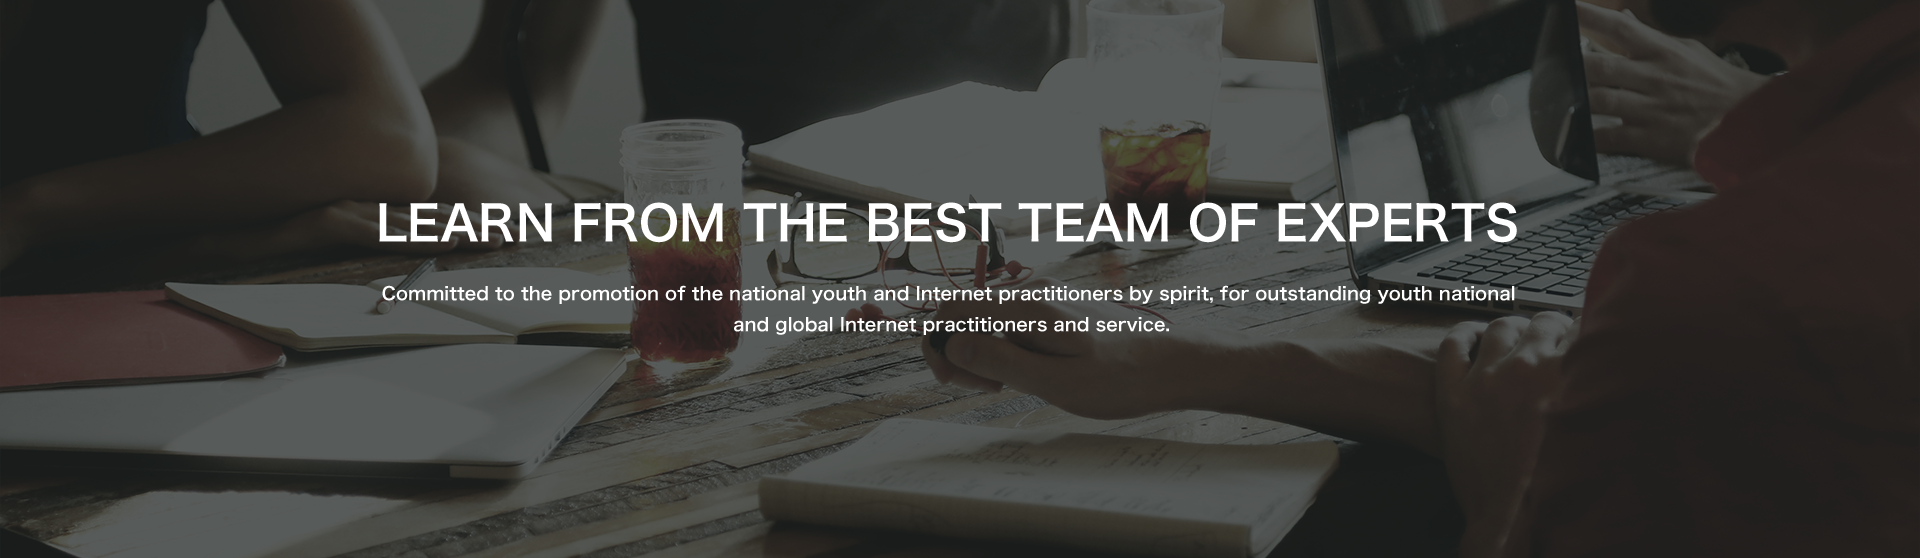 LEARN FROM THE BEST TEAM OF EXPERTS
Committed to the promotion of the national youth and Internet practitioners by spirit, for outstanding youth national
and global Internet practitioners and service.